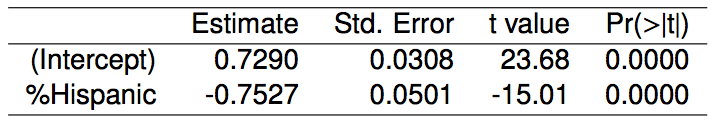 Estimate Std. Error t value Pr(>|t|)
(Intercept) 0.7290 0.0308 23.68 0.0000
%Hispanic -0.7527 0.0501 -15.01 0.0000